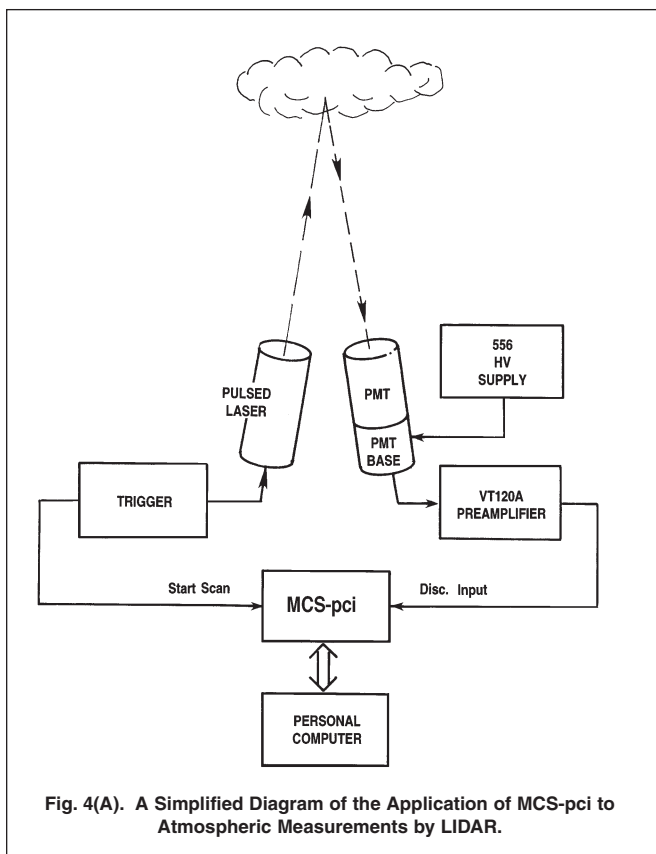 556
HV
SUPPLY
PULSED
LASER
PMT
PMT
BASE
TRIGGER
VT120A
PREAMPLIFIER
Start Scan
MCS-pci
Disc. Input
PERSONAL
COMPUTER
Fig. 4(A). A Simplified Diagram of the Application of MCS-pci to
Atmospheric Measurements by LIDAR.